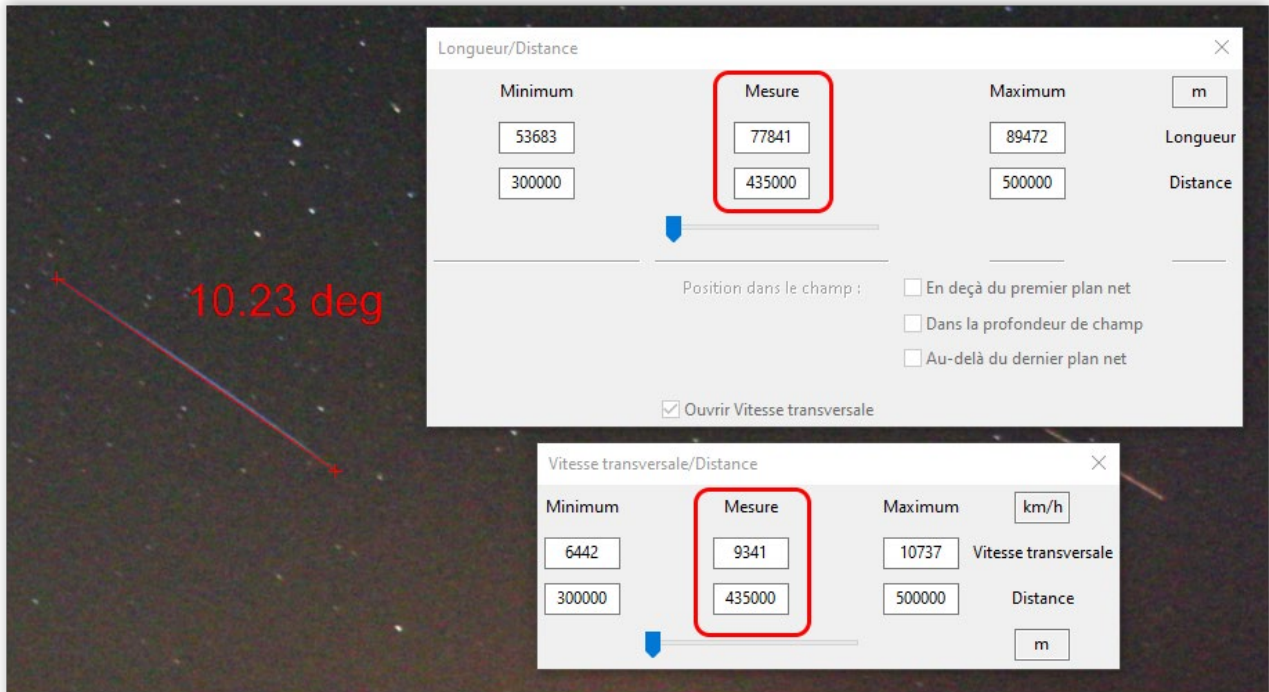 Longueur/Distance
Minimum Mesure Maximum m
53683 77841 89472 Longueur
300000 435000 500000 Distance
10.23 deg
Position dans le champ :
En deçà du premier plan net
Dans la profondeur de champ
Au-delà du dernier plan net
Ouvrir Vitesse transversale
Vitesse transversale/Distance
Minimum Mesure Maximum km/h
6442 9341 10737 Vitesse transversale
300000 435000 500000 Distance
m